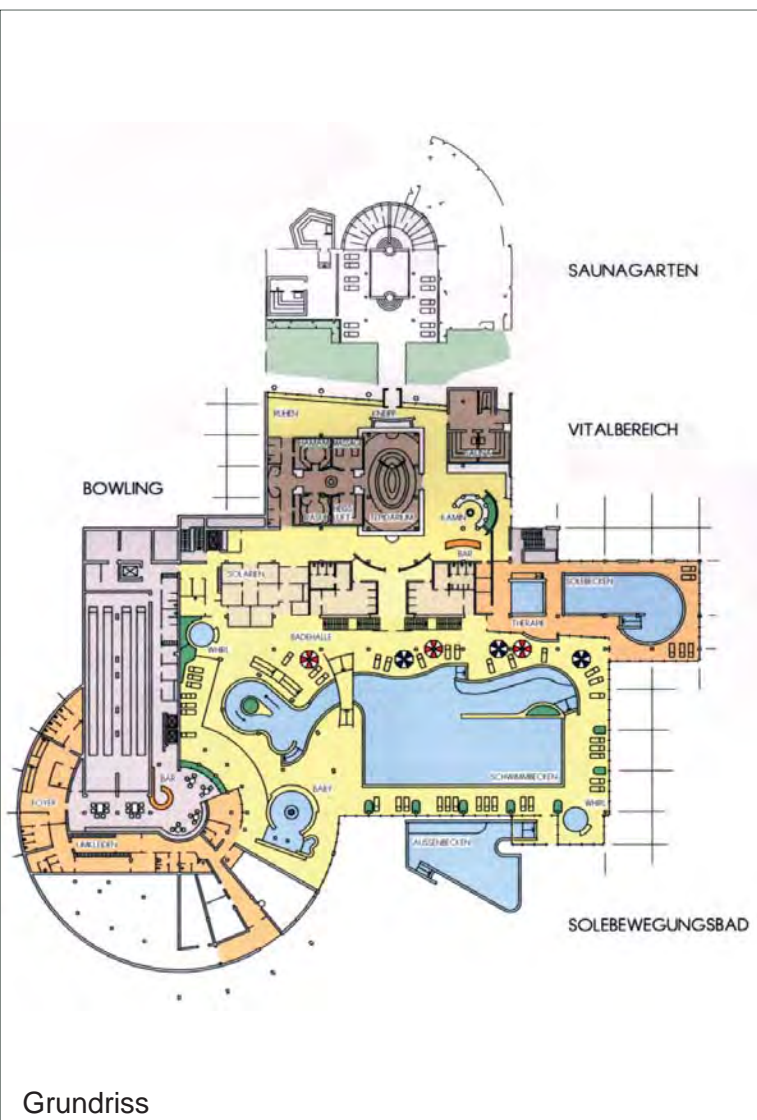 SAUNAGARTEN
RUHEN
KNEIPP
VITALBEREICH
SAUNA
BOWLING
TEPIDARIUM
KAMIN
BAR
SOLARIEN
SOLEBECKEN
THERAPIE
BADEHALLE
WHIRL
SCHWIMMBECKEN
BAR
BABY
FOYER
WHIRL
UMKLEIDEN
AUSSENBECKEN
SOLEBEWEGUNGSBAD
Grundriss